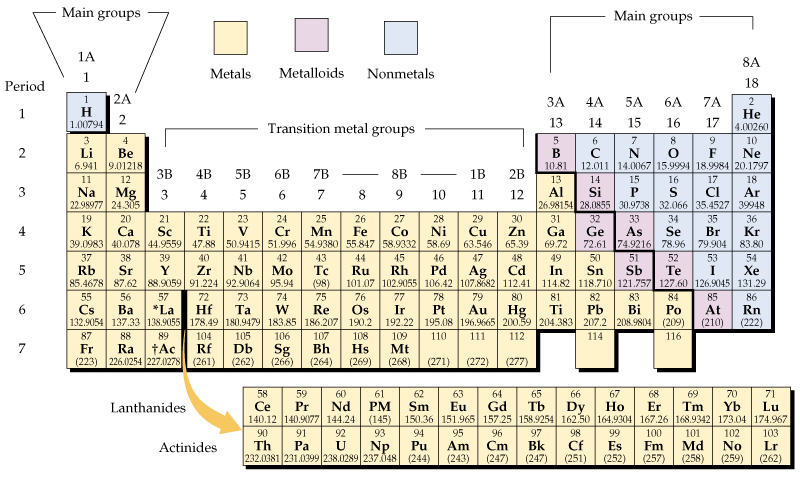 Main groups
Main groups
Metals
Metalloids
Nonmetals
1A
1
2A
2
3A 4A 5A 6A 7A
13 14 15 16 17
8A
18
Period
Transition metal groups
3B 4B 5B 6B 7B 8B 1B 2B
3 4 5 6 7 8 9 10 11 12
1
1 2
H He
1.00794 4.00260
2
3 4 5 6 7 8 9 10
Li Be B C N O F Ne
6.941 9.01218 10.81 12.011 14.0067 15.9994 18.9984 20.1797
3
11 12 13 14 15 16 17 18
Na Mg Al Si P S Cl Ar
22.98977 24.305 26.98154 28.0855 30.9738 32.066 35.4527 39948
4
19 20 21 22 23 24 25 26 27 28 29 30 31 32 33 34 35 36
K Ca Sc Ti V Cr Mn Fe Co Ni Cu Zn Ga Ge As Se Br Kr
39.0983 40.078 44.9559 47.88 50.9415 51.996 54.9380 55.847 58.9332 58.69 63.546 65.39 69.72 72.61 74.9216 78.96 79.904 83.80
5
37 38 39 40 41 42 43 44 45 46 47 48 49 50 51 52 53 54
Rb Sr Y Zr Nb Mo Tc Ru Rh Pd Ag Cd In Sn Sb Te I Xe
85.4678 87.62 88.9059 91.224 92.9064 95.94 (98) 101.07 102.9055 106.42 107.8682 112.41 114.82 118.710 121.757 127.60 126.9045 131.29
6
55 56 57 72 73 74 75 76 77 78 79 80 81 82 83 84 85 86
Cs Ba *La Hf Ta W Re Os Ir Pt Au Hg Ti Pb Bi Po At Rn
132.9054 137.33 138.9055 178.49 180.9479 183.85 186.207 190.2 192.22 195.08 196.9665 200.59 204.383 207.2 208.9804 (209) (210) (222)
7
87 88 89 104 105 106 107 108 109 110 111 112 114 116
Fr Ra †Ac Rf Db Sg Bh Hs Mt
(223) 226.0254 227.0278 (261) (262) (266) (264) (269) (268) (271) (272) (277)
Lanthanides
58 59 60 61 62 63 64 65 66 67 68 69 70 71
Ce Pr Nd PM Sm Eu Gd Tb Dy Ho Er Tm Yb Lu
140.12 140.9077 144.24 (145) 150.36 151.965 157.25 158.9254 162.50 164.9304 167.26 168.9342 173.04 174.967
Actinides
90 91 92 93 94 95 96 97 98 99 100 101 102 103
Th Pa U Np Pu Am Cm Bk Cf Es Fm Md No Lr
232.0381 231.0399 238.0289 237.048 (244) (243) (247) (247) (251) (252) (257) (258) (259) (262)